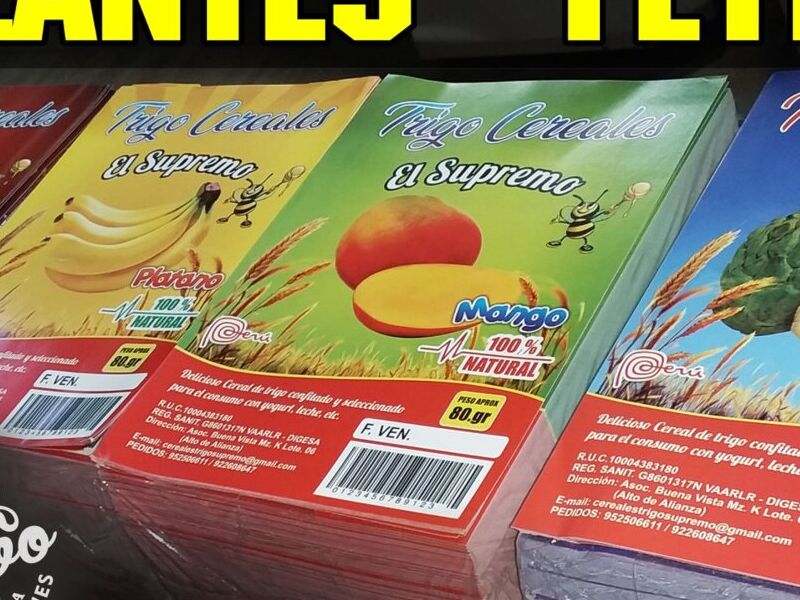 Trigo Cereales
El Supremo
Platano
100%
NATURAL
Perú
PESO APROX
80.gr
F. VEN.
Trigo Cereales
El Supremo
Mango
100%
NATURAL
Perú
Delicioso Cereal de trigo confitado y seleccionado
para el consumo con yogurt, leche, etc.
PESO APROX
80.gr
R.U.C.10004383180
REG. SANIT. G8601317N VAARLR - DIGESA
Dirección: Asoc. Buena Vista Mz. K Lote. 06
(Alto de Alianza)
E-mail: cerealestrigosupremo@gmail.com
PEDIDOS: 952506611 / 922608647
F. VEN.
0123456789123
Perú
Delicioso Cereal de trigo
para el consumo con yogurt,
R.U.C.10004383180
REG. SANIT. G8601317N VAARLR -
Dirección: Asoc. Buena Vista Mz. K Lote.
(Alto de Alianza)
E-mail: cerealestrigosupremo@gmail.com
PEDIDOS: 952506611 / 922608647